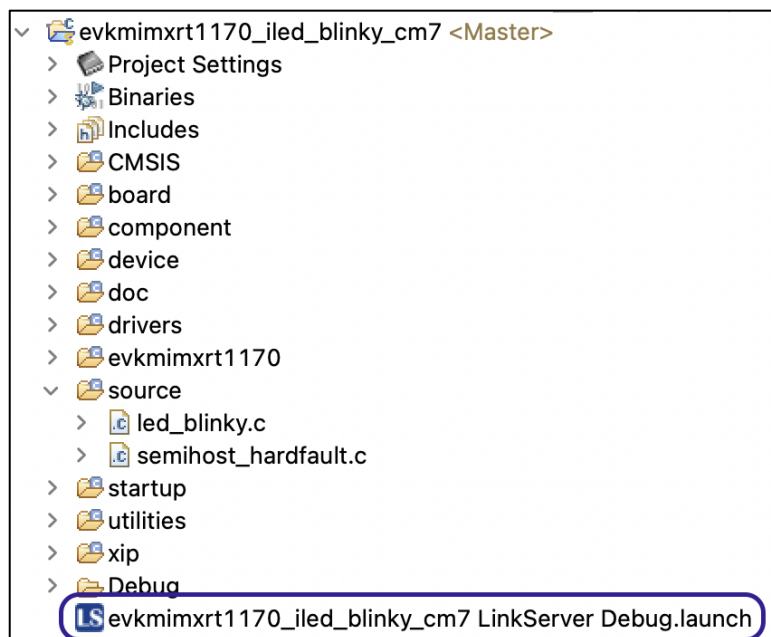 evkmimxrt1170_iled_blinky_cm7 <Master>
Project Settings
Binaries
Includes
CMSIS
board
component
device
doc
drivers
evkmimxrt1170
source
led_blinky.c
semihost_hardfault.c
startup
utilities
xip
Debug
LS evkmimxrt1170_iled_blinky_cm7 LinkServer Debug.launch